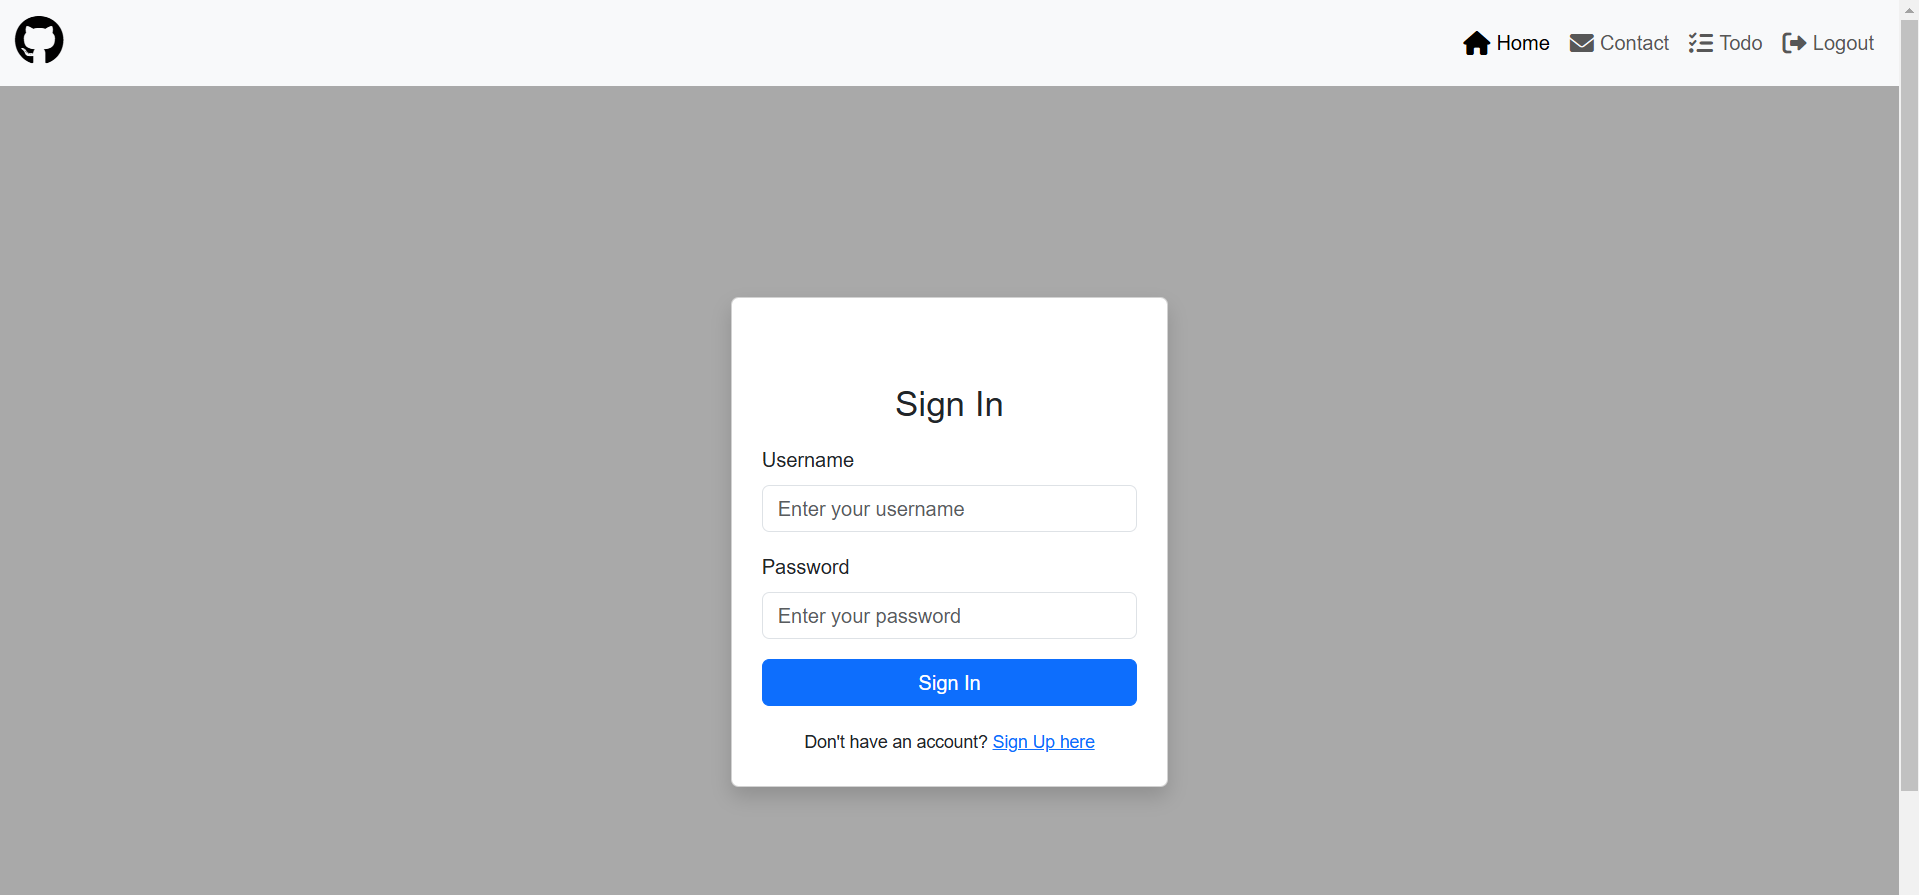 Home Contact Todo Logout
Sign In
Username
Enter your username
Password
Enter your password
Sign In
Don't have an account? Sign Up here